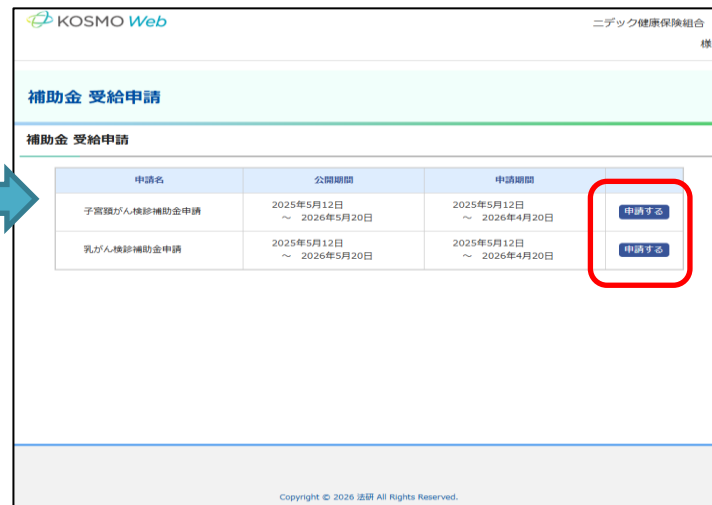 KOSMO Web
ニデック健康保険組合
様
補助金 受給申請
補助金 受給申請
申請名 公開期間 申請期間
子宮頸がん検診補助金申請 2025年5月12日 ～ 2026年5月20日 2025年5月12日 ～ 2026年4月20日 申請する
乳がん検診補助金申請 2025年5月12日 ～ 2026年5月20日 2025年5月12日 ～ 2026年4月20日 申請する
Copyright © 2026 法研 All Rights Reserved.